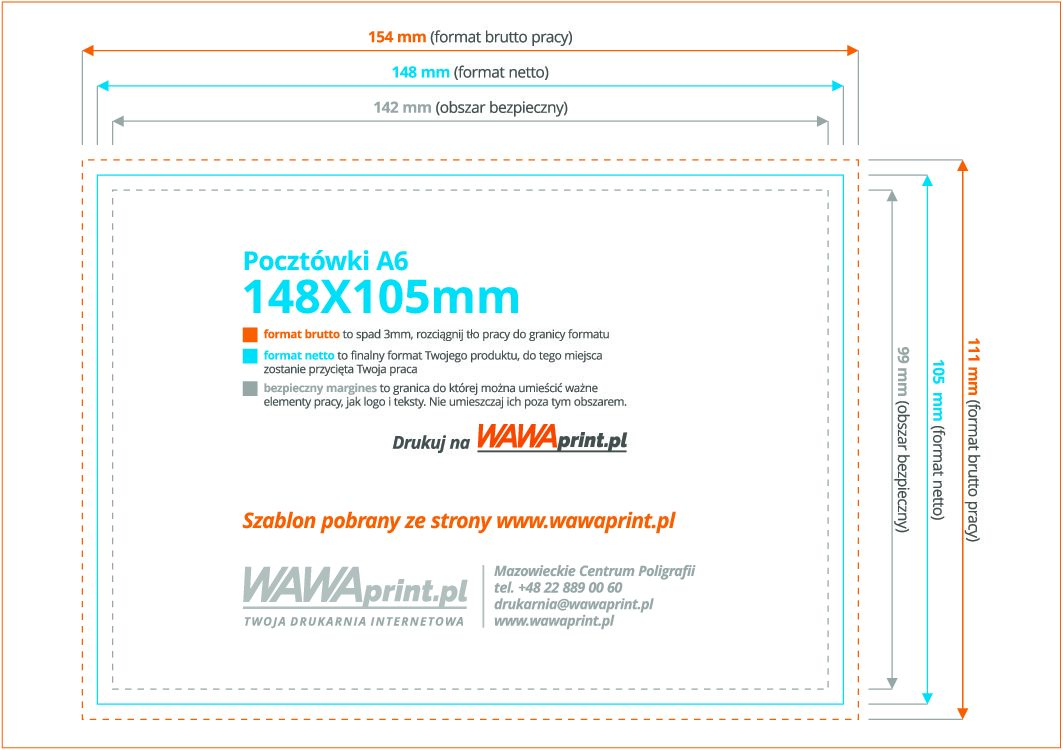 154 mm (format brutto pracy)
148 mm (format netto)
142 mm (obszar bezpieczny)
Pocztówki A6
148X105mm
format brutto to spad 3mm, rozciągnij tło pracy do granicy formatu
format netto to finalny format Twojego produktu, do tego miejsca
zostanie przycięta Twoja praca
bezpieczny margines to granica do której można umieścić ważne
elementy pracy, jak logo i teksty. Nie umieszczaj ich poza tym obszarem.
Drukuj na WAWAprint.pl
Szablon pobrany ze strony www.wawaprint.pl
WAWAprint.pl
TWOJA DRUKARNIA INTERNETOWA
Mazowieckie Centrum Poligrafii
tel. +48 22 889 00 60
drukarnia@wawaprint.pl
www.wawaprint.pl
99 mm (obszar bezpieczny)
105 mm (format netto)
111 mm (format brutto pracy)